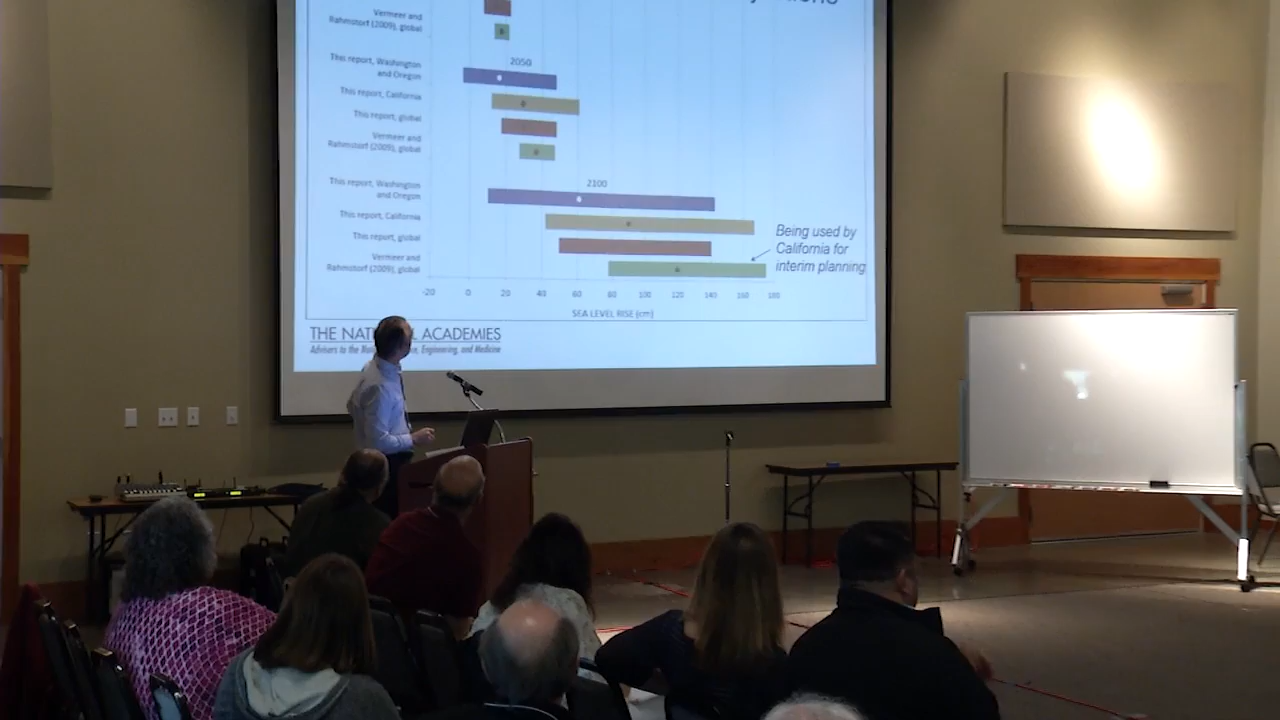 Vermeer and
Rahmstorf (2009), global
2050
This report, Washington
and Oregon
This report, California
This report, global
Vermeer and
Rahmstorf (2009), global
2100
This report, Washington
and Oregon
This report, California
This report, global
Vermeer and
Rahmstorf (2009), global
Being used by
California for
interim planning
-20 0 20 40 60 80 100 120 140 160 180
SEA LEVEL RISE (cm)
THE ACADEMIES
Advisers to the Engineering, and Medicine